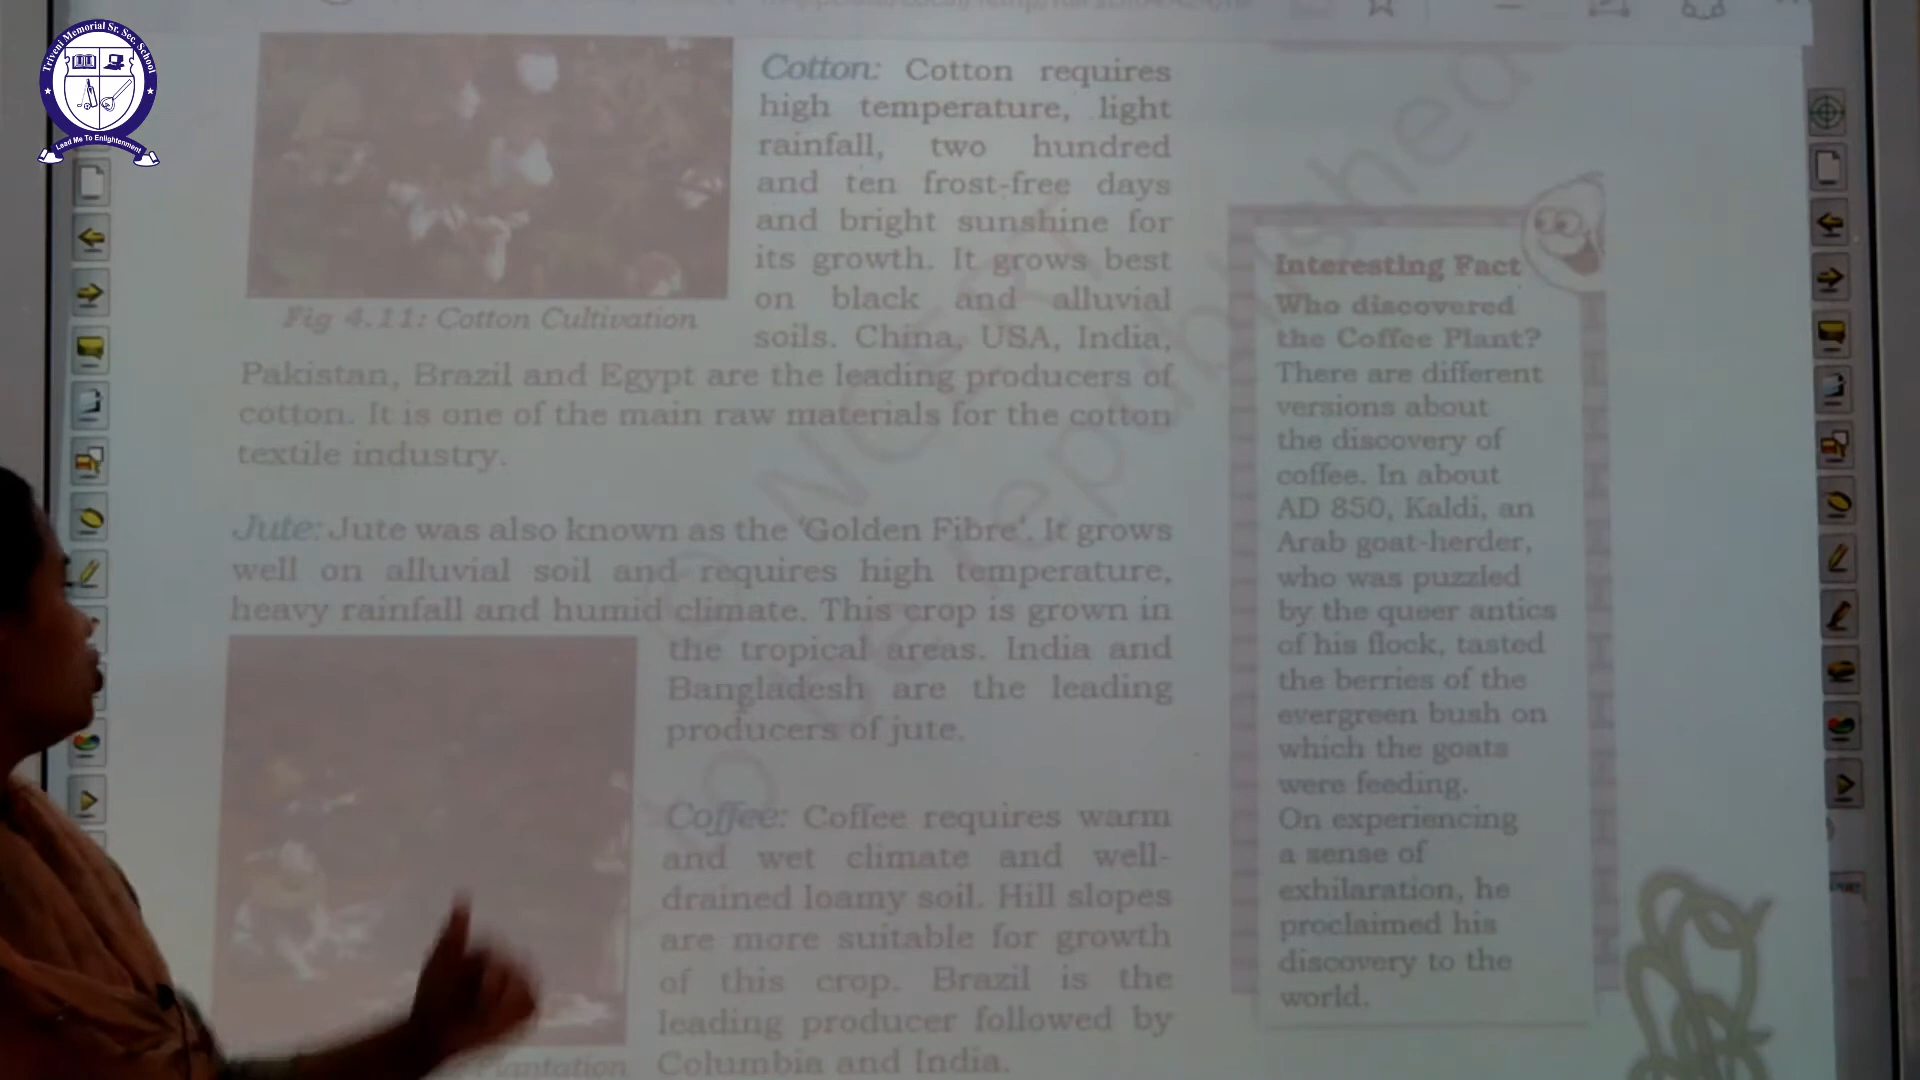 Triveni Memorial Sr. Sec. School
Lead Me To Enlightenment
Cotton: Cotton requires
high temperature, light
rainfall, two hundred
and ten frost-free days
and bright sunshine for
its growth. It grows best
on black and alluvial
soils. China, USA, India,
Fig 4.11: Cotton Cultivation
Pakistan, Brazil and Egypt are the leading producers of
cotton. It is one of the main raw materials for the cotton
textile industry.
Jute: Jute was also known as the 'Golden Fibre'. It grows
well on alluvial soil and requires high temperature,
heavy rainfall and humid climate. This crop is grown in
the tropical areas. India and
Bangladesh are the leading
producers of jute.
Coffee: Coffee requires warm
and wet climate and well-
drained loamy soil. Hill slopes
are more suitable for growth
of this crop. Brazil is the
leading producer followed by
Columbia and India.
Plantation
Interesting Fact
Who discovered
the Coffee Plant?
There are different
versions about
the discovery of
coffee. In about
AD 850, Kaldi, an
Arab goat-herder,
who was puzzled
by the queer antics
of his flock, tasted
the berries of the
evergreen bush on
which the goats
were feeding.
On experiencing
a sense of
exhilaration, he
proclaimed his
discovery to the
world.
© NCERT
to be republished